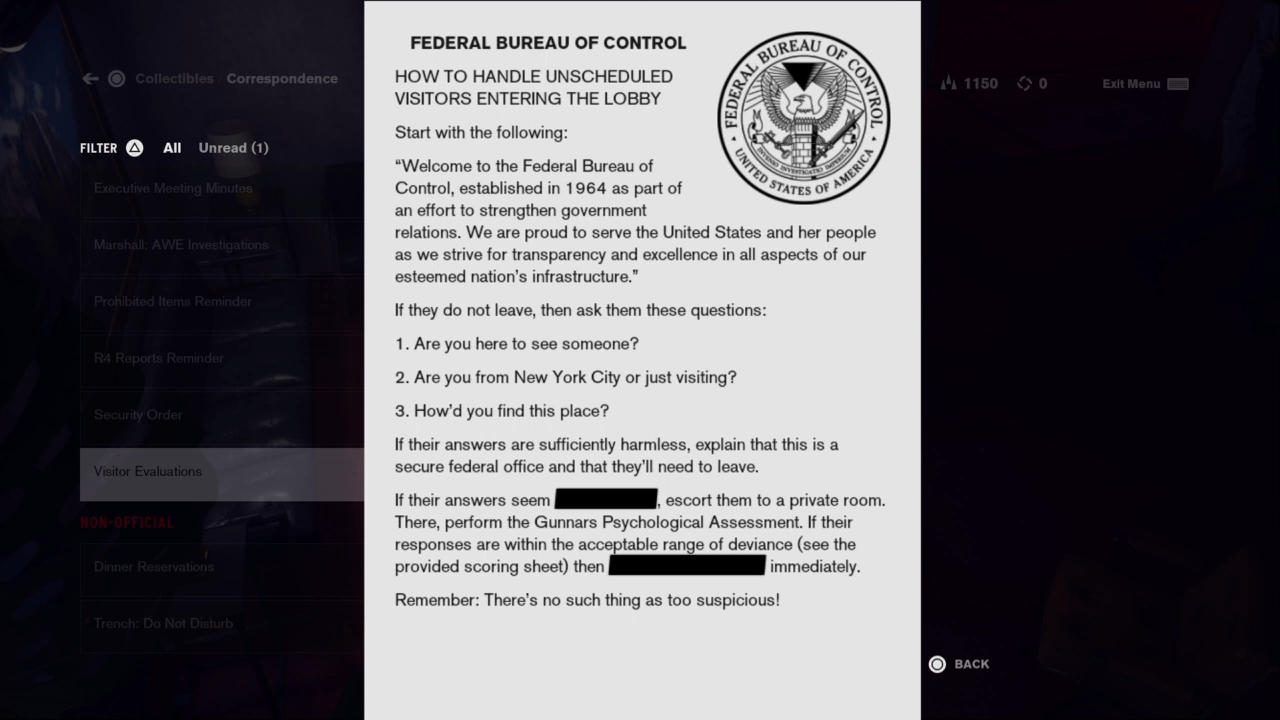 Collectibles Correspondence
1150 0 Exit Menu
FILTER All Unread (1)
Executive Meeting Minutes
Marshall: AWE Investigations
Prohibited Items Reminder
R4 Reports Reminder
Security Order
Visitor Evaluations
NON-OFFICIAL
Dinner Reservations
Trench: Do Not Disturb
FEDERAL BUREAU OF CONTROL
HOW TO HANDLE UNSCHEDULED
VISITORS ENTERING THE LOBBY
Start with the following:
“Welcome to the Federal Bureau of
Control, established in 1964 as part of
an effort to strengthen government
relations. We are proud to serve the United States and her people
as we strive for transparency and excellence in all aspects of our
esteemed nation’s infrastructure.”
If they do not leave, then ask them these questions:
1. Are you here to see someone?
2. Are you from New York City or just visiting?
3. How’d you find this place?
If their answers are sufficiently harmless, explain that this is a
secure federal office and that they’ll need to leave.
If their answers seem , escort them to a private room.
There, perform the Gunnars Psychological Assessment. If their
responses are within the acceptable range of deviance (see the
provided scoring sheet) then immediately.
Remember: There’s no such thing as too suspicious!
FEDERAL BUREAU OF CONTROL
UNITED STATES OF AMERICA
BACK